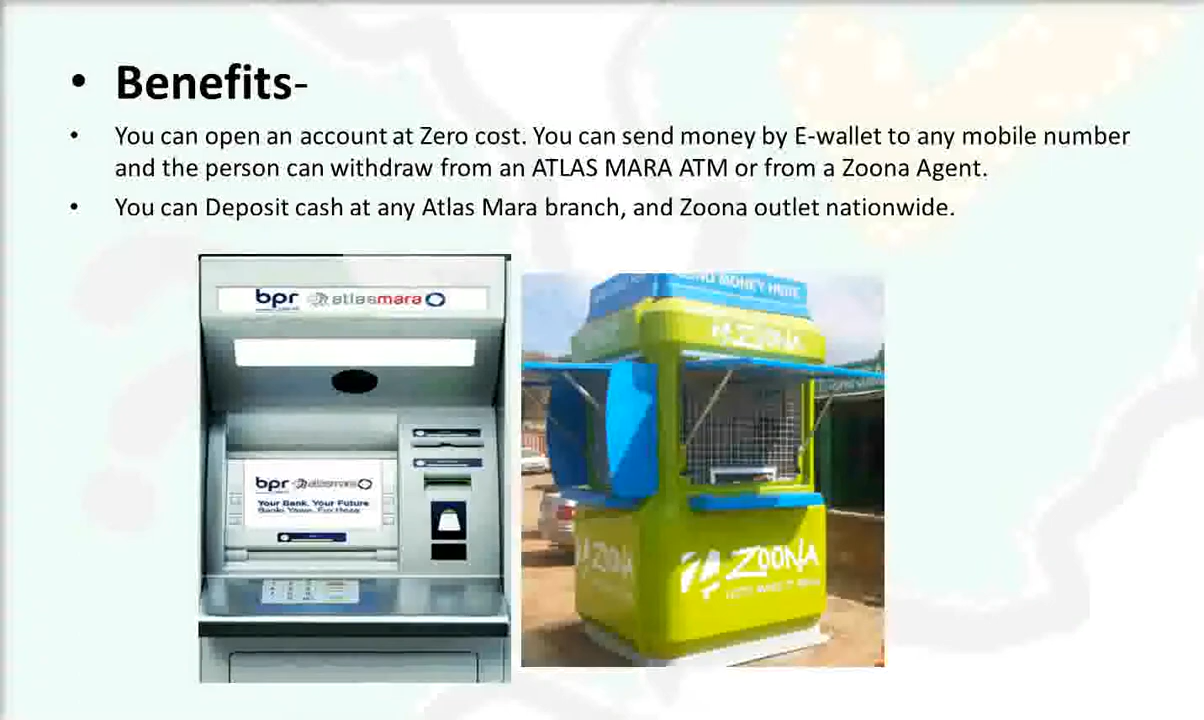 • Benefits-
• You can open an account at Zero cost. You can send money by E-wallet to any mobile number
and the person can withdraw from an ATLAS MARA ATM or from a Zoona Agent.
• You can Deposit cash at any Atlas Mara branch, and Zoona outlet nationwide.
bpr atlasmara
bpr atlasmara
Your Bank, Your Future
MONEY HERE
ZOONA
ZOONA
ZOONA